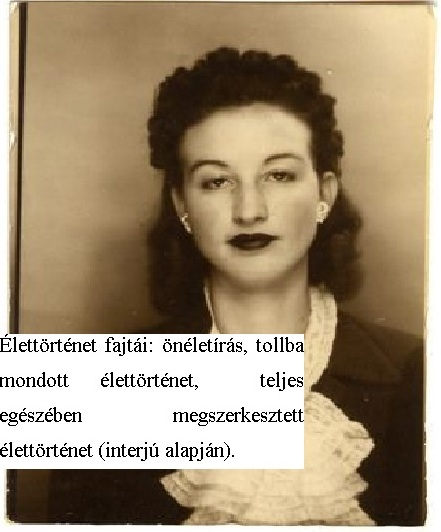 Élettörténet fajtái: önéletírás, tollba
mondott élettörténet, teljes
egészében megszerkesztett
élettörténet (interjú alapján).